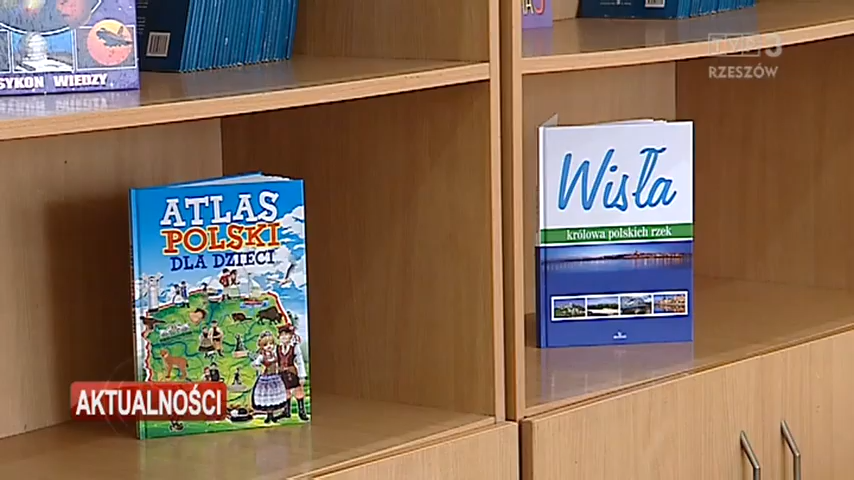 SYKON WIEDZY
TVP3
RZESZÓW
ATLAS
POLSKI
DLA DZIECI
Wisła
królowa polskich rzek
AKTUALNOŚCI